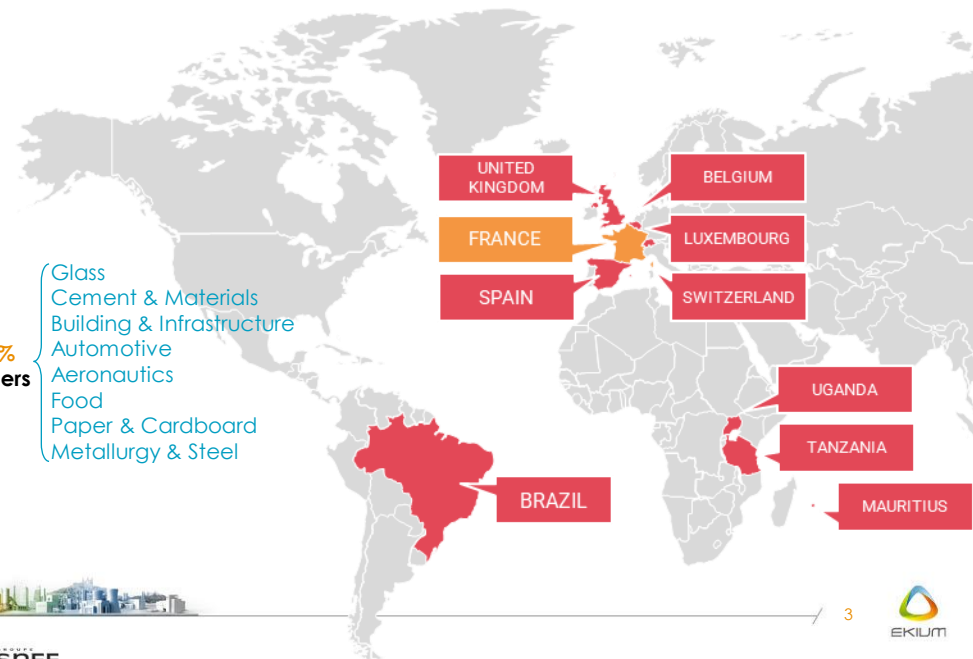 UNITED
KINGDOM
BELGIUM
FRANCE
LUXEMBOURG
SPAIN
SWITZERLAND
Glass
Cement & Materials
Building & Infrastructure
Automotive
%
ers
Aeronautics
Food
Paper & Cardboard
Metallurgy & Steel
UGANDA
TANZANIA
BRAZIL
MAURITIUS
3
EKIUM